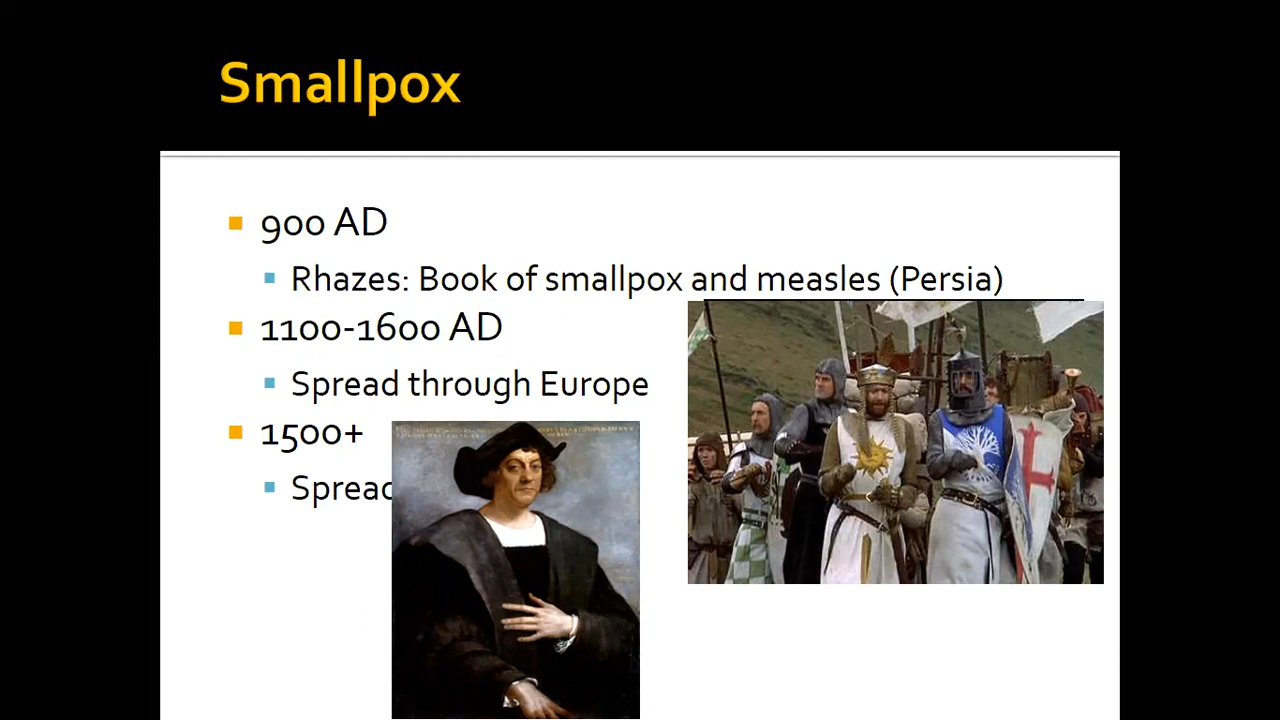 Smallpox
900 AD
Rhazes: Book of smallpox and measles (Persia)
1100-1600 AD
Spread through Europe
1500+
Spread